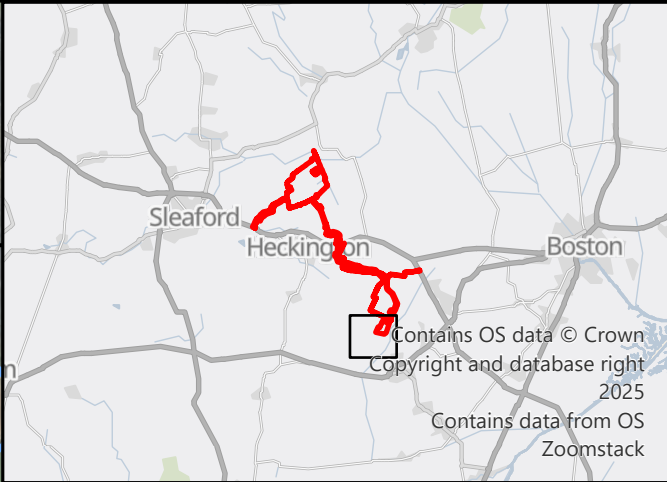 Sleaford
Heckington
Boston
n
Contains OS data © Crown
Copyright and database right
2025
Contains data from OS
Zoomstack